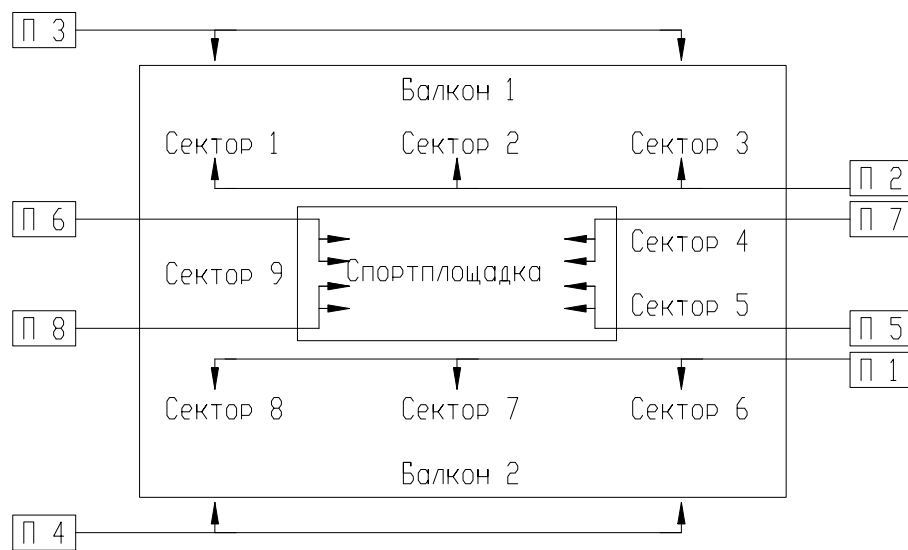 П 3
Балкон 1
Сектор 1 Сектор 2 Сектор 3
П 2
П 6 П 7
Сектор 4
Сектор 9 Спортплощадка
Сектор 5
П 8 П 5
П 1
Сектор 8 Сектор 7 Сектор 6
Балкон 2
П 4